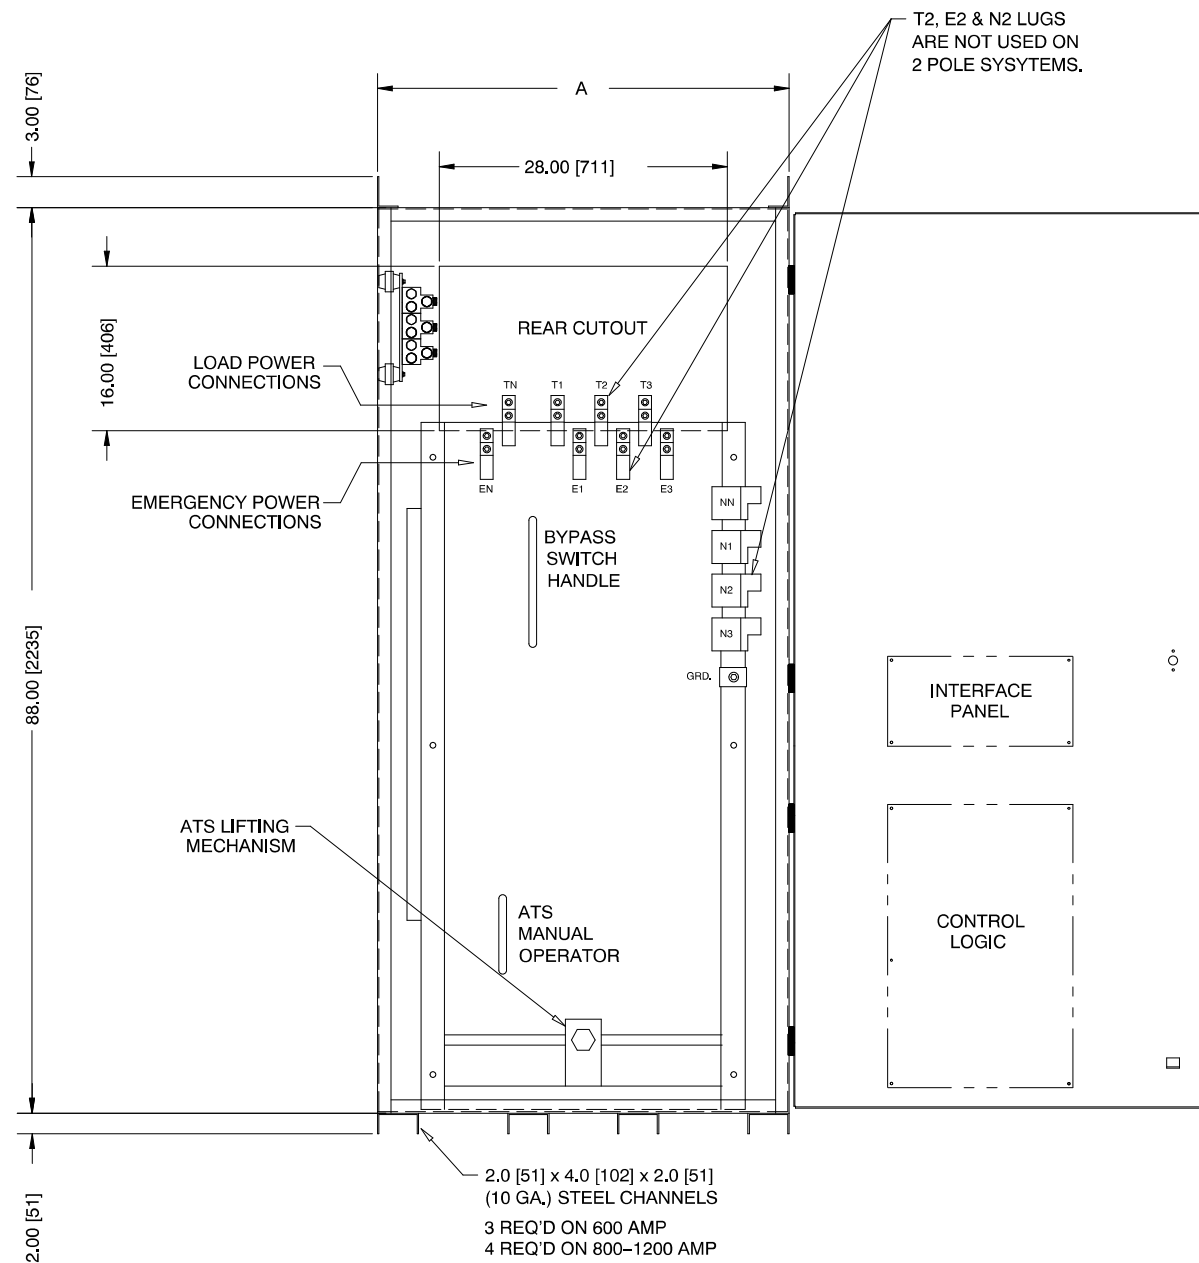 T2, E2 & N2 LUGS
ARE NOT USED ON
2 POLE SYSYTEMS.
3.00 [76]
A
28.00 [711]
16.00 [406]
REAR CUTOUT
LOAD POWER
CONNECTIONS
TN T1 T2 T3
EMERGENCY POWER
CONNECTIONS
EN E1 E2 E3
NN
N1
N2
N3
GRD.
BYPASS
SWITCH
HANDLE
88.00 [2235]
INTERFACE
PANEL
ATS LIFTING
MECHANISM
ATS
MANUAL
OPERATOR
CONTROL
LOGIC
2.00 [51]
2.0 [51] x 4.0 [102] x 2.0 [51]
(10 GA.) STEEL CHANNELS
3 REQ'D ON 600 AMP
4 REQ'D ON 800–1200 AMP